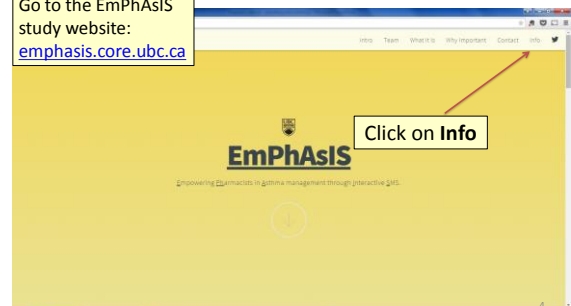 Go to the EmPhAsIS
study website:
emphasis.core.ubc.ca
Intro Team What it is Why Important Contact Info
Click on Info
EmPhAsIS
Empowering Pharmacists in Asthma management through Interactive SMS.